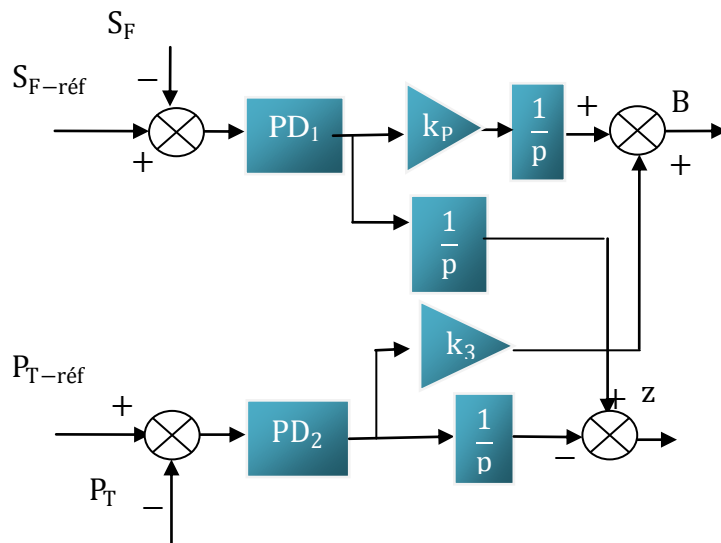 S_F
−
S_F−réf
+
PD₁
k_P
1/p
+
B
+
1/p
k₃
P_T−réf
+
PD₂
1/p
+
z
−
P_T
−